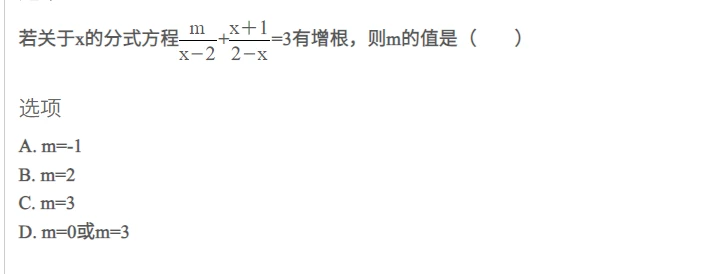 若关于x的分式方程m/(x−2)+(x+1)/(2−x)=3有增根，则m的值是（　　）
选项
A. m=-1
B. m=2
C. m=3
D. m=0或m=3